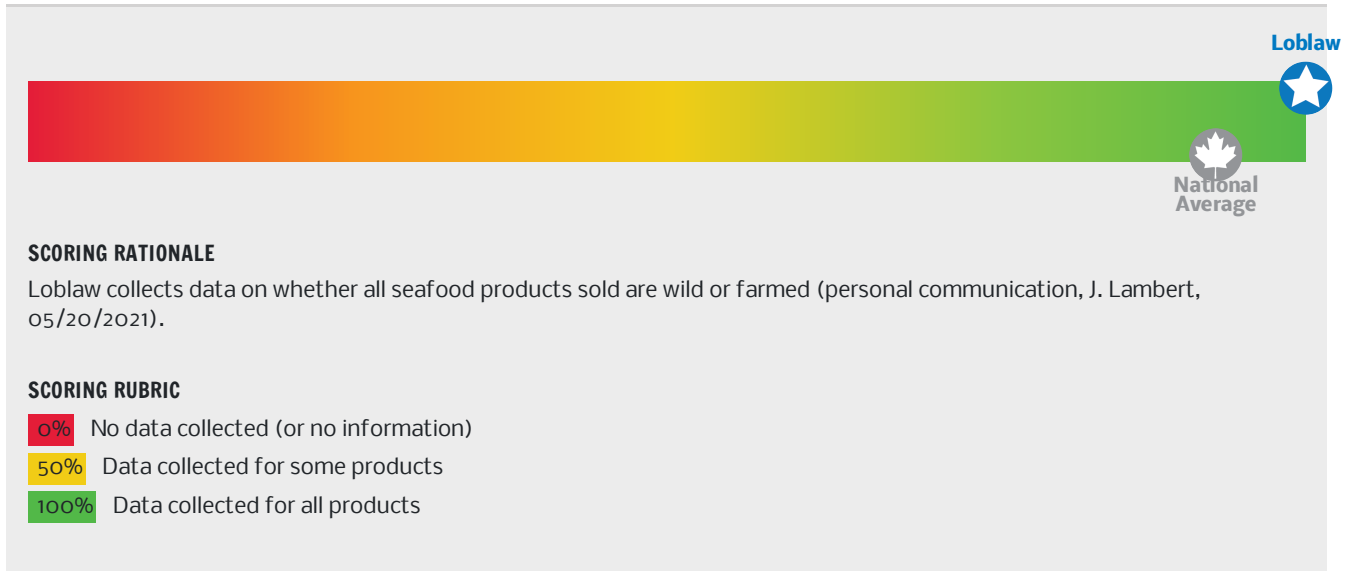 Loblaw
National
Average
SCORING RATIONALE
Loblaw collects data on whether all seafood products sold are wild or farmed (personal communication, J. Lambert,
05/20/2021).
SCORING RUBRIC
0% No data collected (or no information)
50% Data collected for some products
100% Data collected for all products